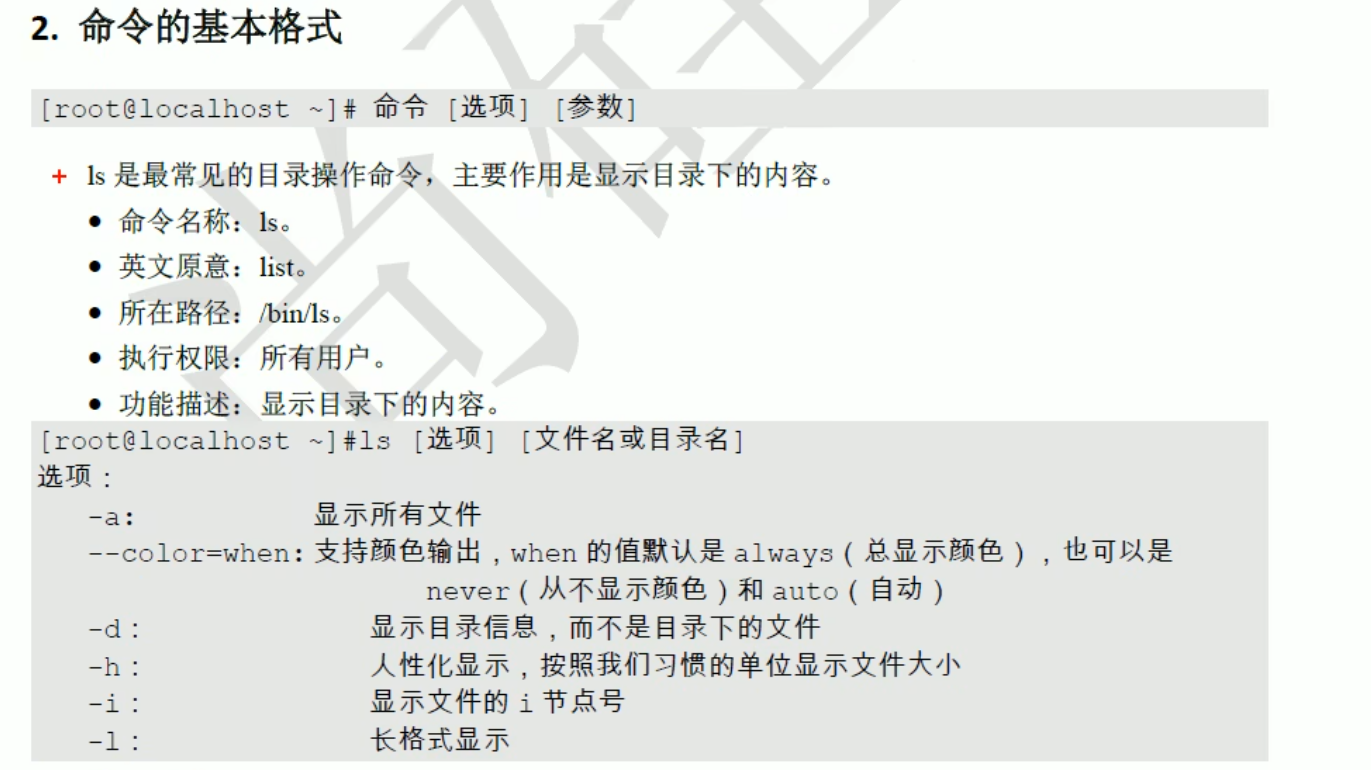 2. 命令的基本格式
[root@localhost ~]# 命令 [选项] [参数]
+ ls 是最常见的目录操作命令，主要作用是显示目录下的内容。
● 命令名称：ls。
● 英文原意：list。
● 所在路径：/bin/ls。
● 执行权限：所有用户。
● 功能描述：显示目录下的内容。
[root@localhost ~]#ls [选项] [文件名或目录名]
选项：
-a: 显示所有文件
--color=when: 支持颜色输出，when 的值默认是 always（总显示颜色），也可以是
never（从不显示颜色）和 auto（自动）
-d： 显示目录信息，而不是目录下的文件
-h： 人性化显示，按照我们习惯的单位显示文件大小
-i： 显示文件的 i 节点号
-l： 长格式显示
尚硅